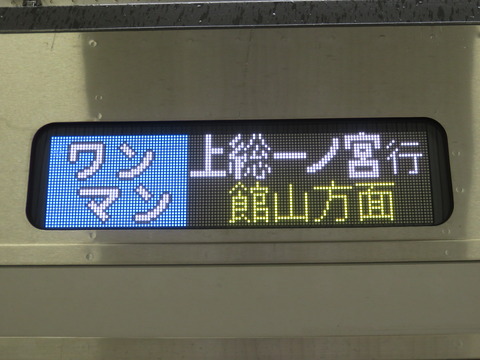 ワン
マン
上総一ノ宮行
館山方面